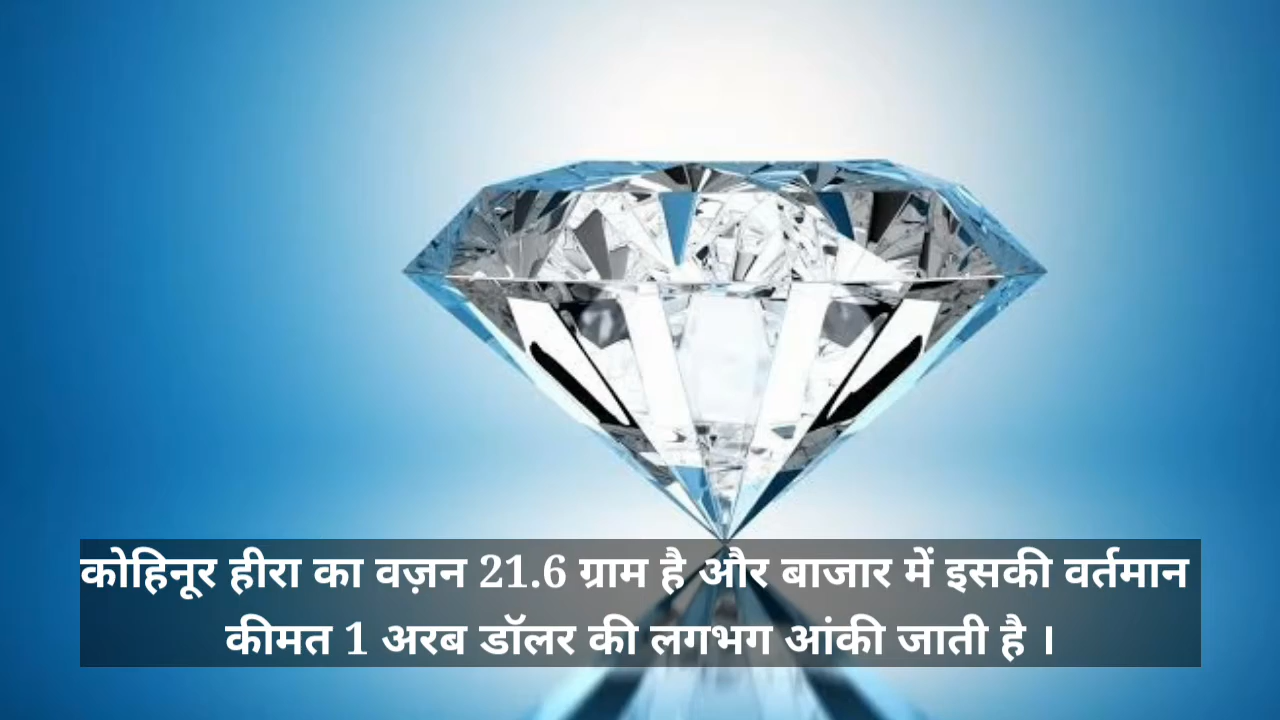 कोहिनूर हीरा का वज़न 21.6 ग्राम है और बाजार में इसकी वर्तमान
कीमत 1 अरब डॉलर की लगभग आंकी जाती है ।